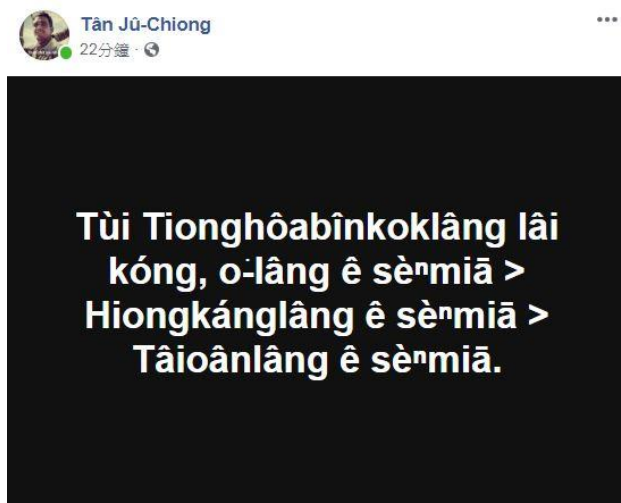 Tân Jû-Chiong
22分鐘
Tùi Tionghôabînkoklâng lâi
kóng, o-lâng ê sèⁿmiā >
Hiongkánglâng ê sèⁿmiā >
Tâioânlâng ê sèⁿmiā.